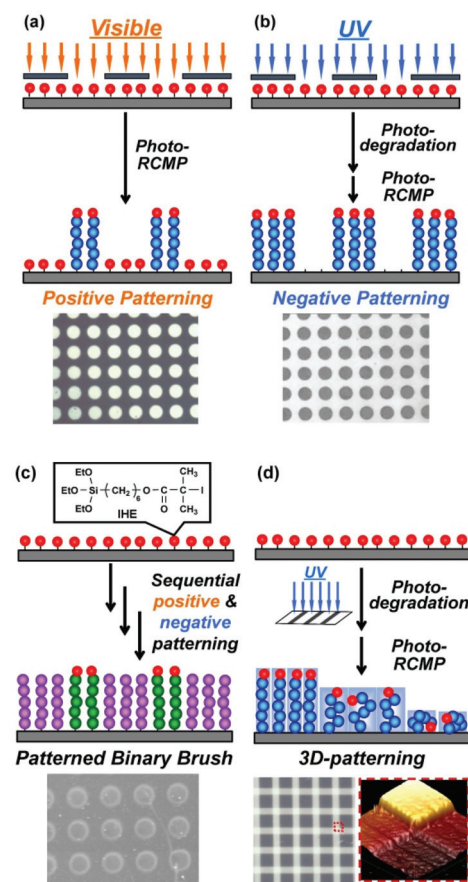 (a)
Visible
Photo-
RCMP
Positive Patterning
(b)
UV
Photo-
degradation
Photo-
RCMP
Negative Patterning
(c)
EtO
EtO-Si-(CH2)6-O-C-C-I
EtO
CH3
O
CH3
IHE
Sequential
positive &
negative
patterning
Patterned Binary Brush
(d)
UV
Photo-
degradation
Photo-
RCMP
3D-patterning